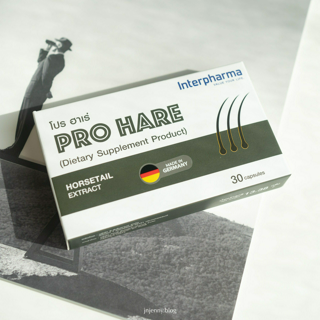 Interpharma
โปร ฮาเร่
PRO HARE
(Dietary Supplement Product)
HORSETAIL
EXTRACT
MADE IN
GERMANY
30 capsules